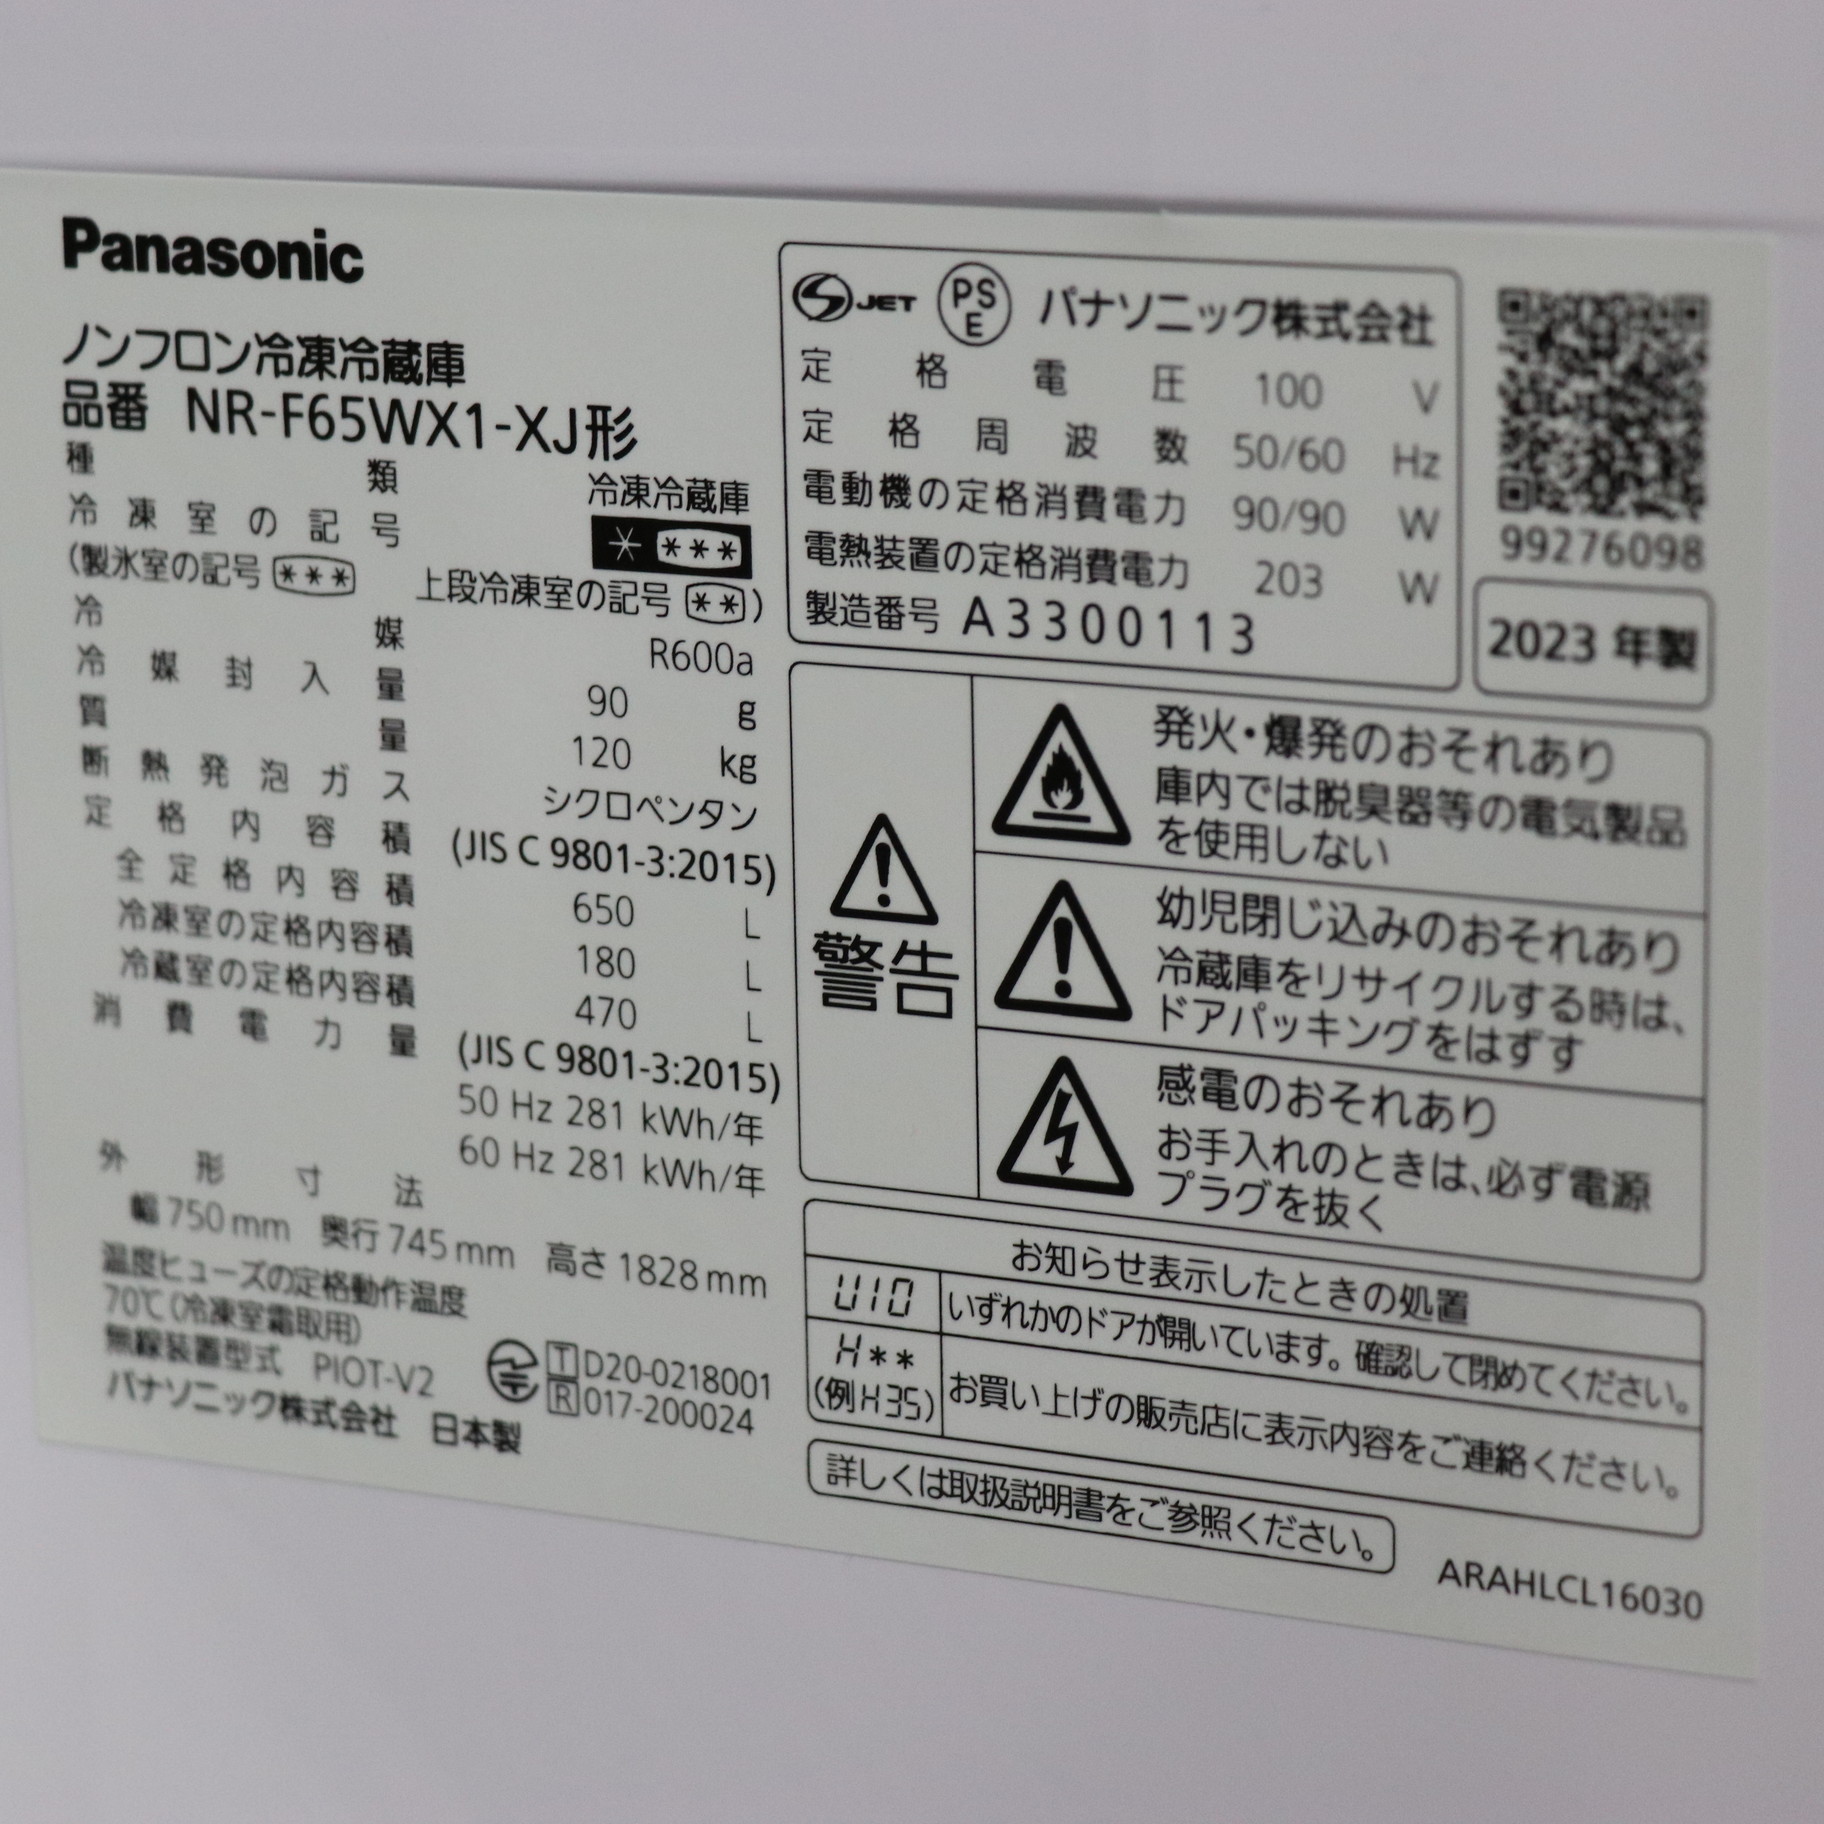 Panasonic
ノンフロン冷凍冷蔵庫
品番 NR-F65WX1-XJ形
種類 冷凍冷蔵庫
冷凍室の記号 * ***
(製氷室の記号 *** 上段冷凍室の記号 **)
冷媒 R600a
冷媒封入量 90 g
質量 120 kg
断熱発泡ガス シクロペンタン
定格内容積 (JIS C 9801-3:2015)
全定格内容積 650 L
冷凍室の定格内容積 180 L
冷蔵室の定格内容積 470 L
消費電力量 (JIS C 9801-3:2015)
50 Hz 281 kWh/年
60 Hz 281 kWh/年
外形寸法
幅750mm 奥行745mm 高さ1828mm
温度ヒューズの定格動作温度
70℃(冷凍室霜取用)
無線装置型式 PIOT-V2
T D20-0218001
R 017-200024
パナソニック株式会社 日本製
S JET PSE パナソニック株式会社
定格電圧 100 V
定格周波数 50/60 Hz
電動機の定格消費電力 90/90 W
電熱装置の定格消費電力 203 W
製造番号 A3300113
99276098
2023 年製
警告
発火・爆発のおそれあり
庫内では脱臭器等の電気製品
を使用しない
幼児閉じ込みのおそれあり
冷蔵庫をリサイクルする時は、
ドアパッキングをはずす
感電のおそれあり
お手入れのときは、必ず電源
プラグを抜く
お知らせ表示したときの処置
U10 いずれかのドアが開いています。確認して閉めてください。
H**
(例H35) お買い上げの販売店に表示内容をご連絡ください。
詳しくは取扱説明書をご参照ください。
ARAHLCL16030